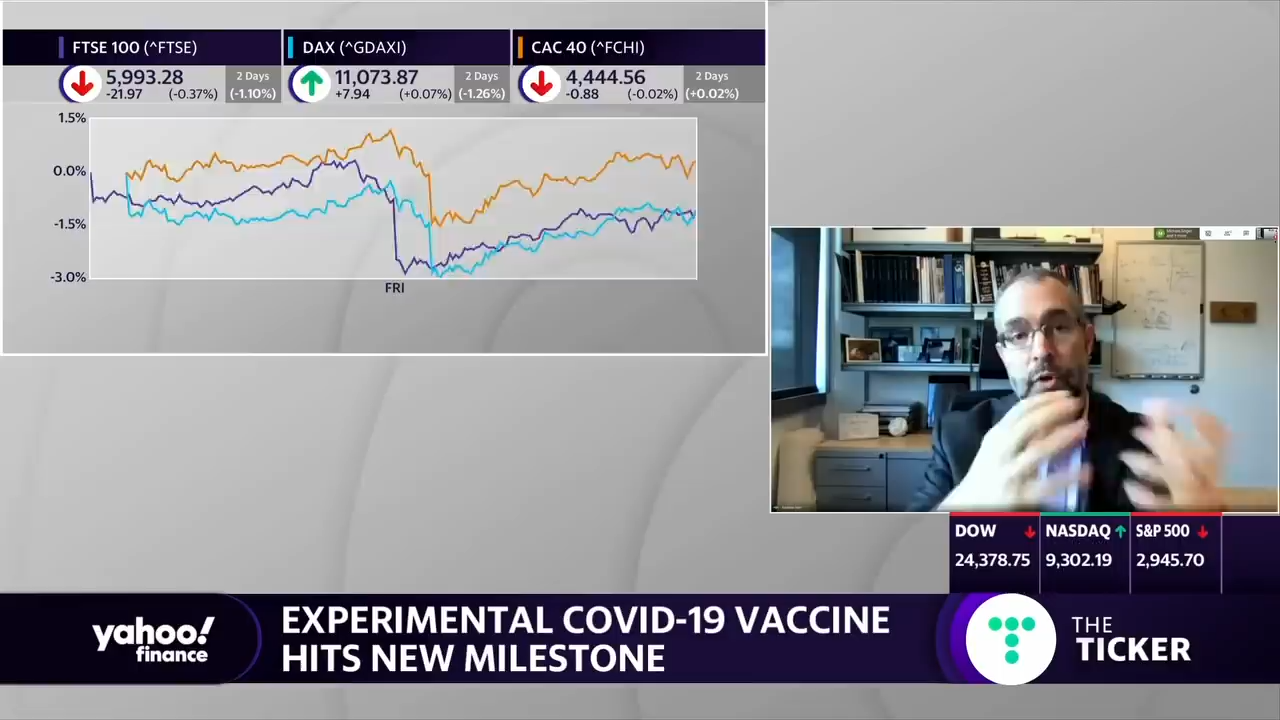 FTSE 100 (^FTSE)
5,993.28
-21.97 (-0.37%)
2 Days
(-1.10%)
DAX (^GDAXI)
11,073.87
+7.94 (+0.07%)
2 Days
(-1.26%)
CAC 40 (^FCHI)
4,444.56
-0.88 (-0.02%)
2 Days
(+0.02%)
1.5%
0.0%
-1.5%
-3.0%
FRI
DOW
24,378.75
NASDAQ
9,302.19
S&P 500
2,945.70
yahoo!
finance
EXPERIMENTAL COVID-19 VACCINE
HITS NEW MILESTONE
THE
TICKER